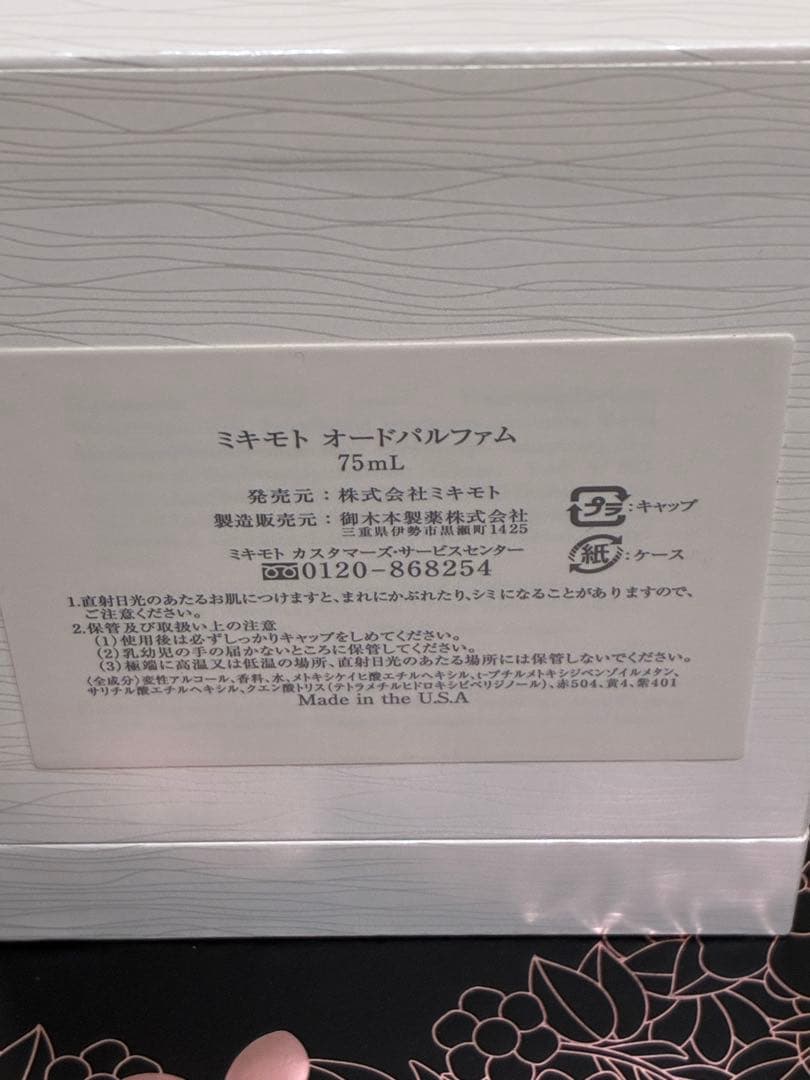 ミキモト オードパルファム
75mL
発売元：株式会社ミキモト
製造販売元：御木本製薬株式会社
三重県伊勢市黒瀬町1425
プラ：キャップ
紙：ケース
ミキモト カスタマーズ・サービスセンター
0120-868254
1.直射日光のあたるお肌につけますと、まれにかぶれたり、シミになることがありますので、
ご注意ください。
2.保管及び取扱い上の注意
(1)使用後は必ずしっかりキャップをしめてください。
(2)乳幼児の手の届かないところに保管してください。
(3)極端に高温又は低温の場所、直射日光のあたる場所には保管しないでください。
〈全成分〉変性アルコール、香料、水、メトキシケイヒ酸エチルヘキシル、t-ブチルメトキシジベンゾイルメタン、
サリチル酸エチルヘキシル、クエン酸トリス(テトラメチルヒドロキシピペリジノール)、赤504、黄4、紫401
Made in the U.S.A